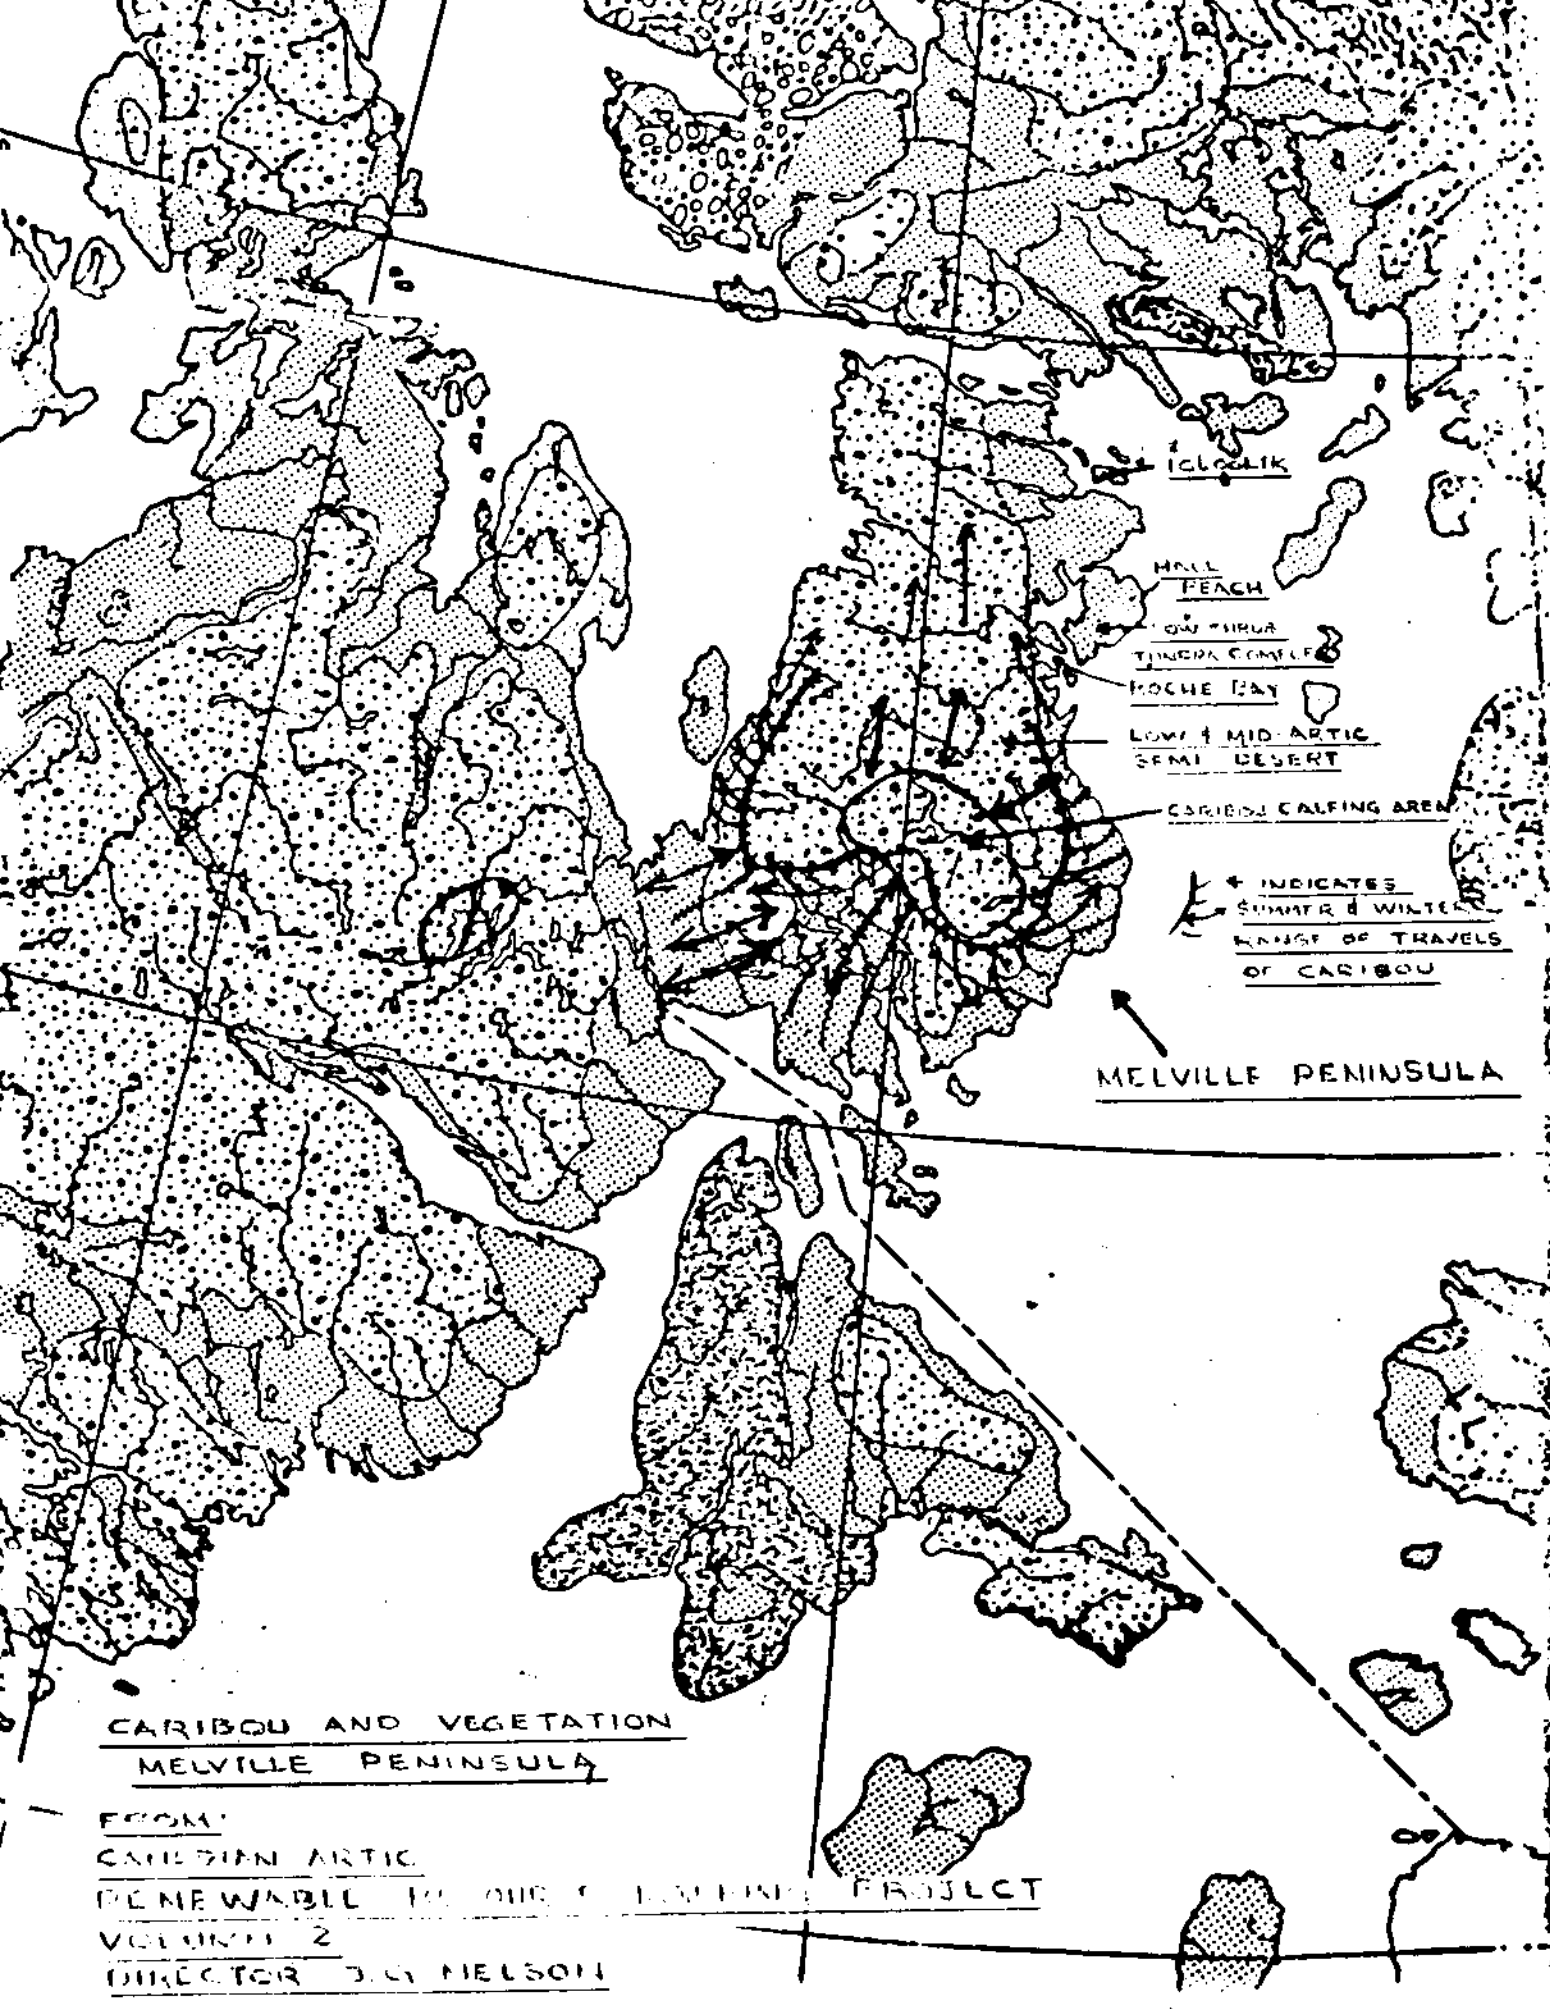 IGLOOLIK
HALL
BEACH
LOW SHRUB
TUNDRA COMPLEX
ROCHE BAY
LOW & MID-ARTIC
SEMI DESERT
CARIBOU CALFING AREA
← INDICATES
SUMMER & WINTER
RANGE OF TRAVELS
OF CARIBOU
MELVILLE PENINSULA
CARIBOU AND VEGETATION
MELVILLE PENINSULA
FROM:
CANADIAN ARTIC
RENEWABLE PROJECT
VOLUME 2
DIRECTOR J.G NELSON